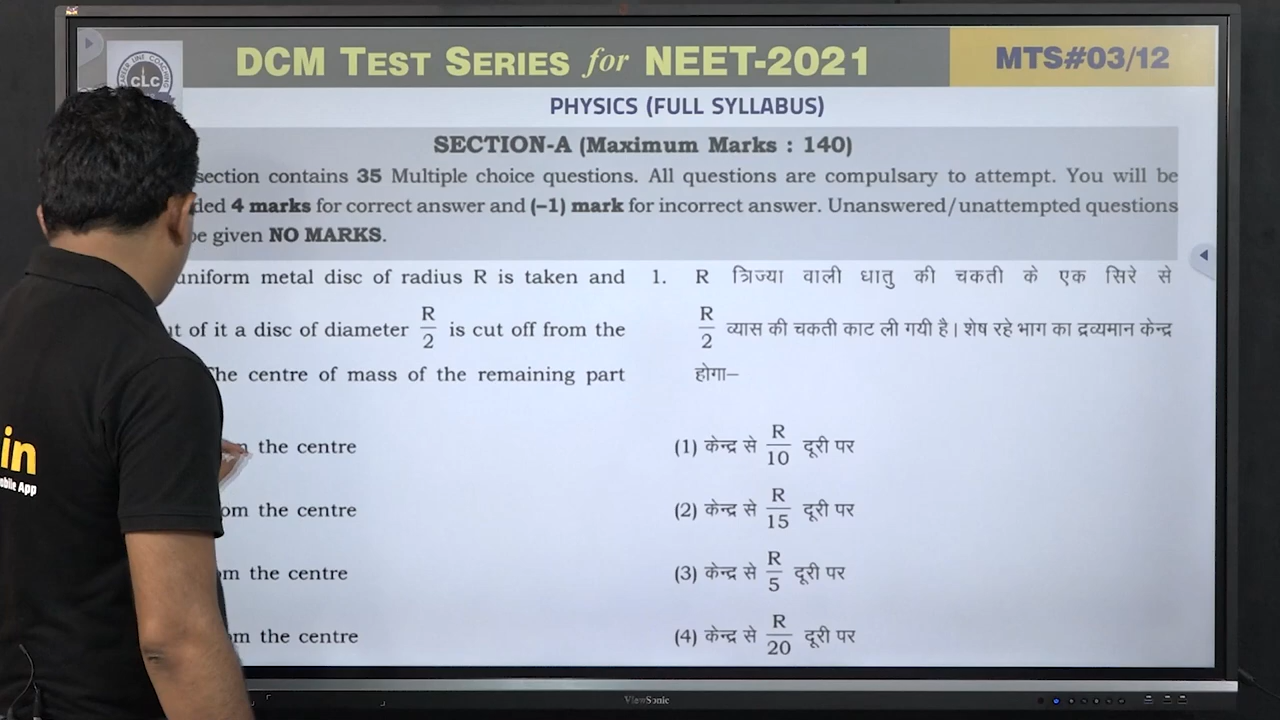 DCM TEST SERIES for NEET-2021
MTS#03/12
CLC
PHYSICS (FULL SYLLABUS)
SECTION-A (Maximum Marks : 140)
section contains 35 Multiple choice questions. All questions are compulsary to attempt. You will be
4 marks for correct answer and (–1) mark for incorrect answer. Unanswered/unattempted questions
be given NO MARKS.
uniform metal disc of radius R is taken and
of it a disc of diameter R/2 is cut off from the
The centre of mass of the remaining part
the centre
the centre
the centre
the centre
1. R त्रिज्या वाली धातु की चकती के एक सिरे से
R/2 व्यास की चकती काट ली गयी है। शेष रहे भाग का द्रव्यमान केन्द्र
होगा–
(1) केन्द्र से R/10 दूरी पर
(2) केन्द्र से R/15 दूरी पर
(3) केन्द्र से R/5 दूरी पर
(4) केन्द्र से R/20 दूरी पर
in
Mobile App
ViewSonic